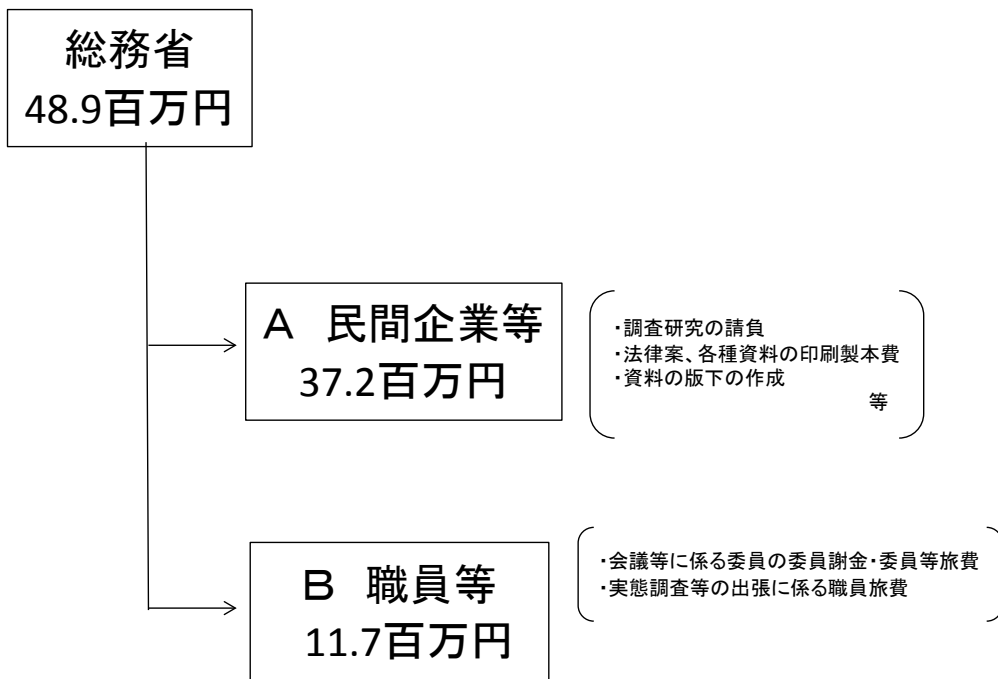 総務省
48.9百万円
A　民間企業等
37.2百万円
・調査研究の請負
・法律案、各種資料の印刷製本費
・資料の版下の作成
等
B　職員等
11.7百万円
・会議等に係る委員の委員謝金・委員等旅費
・実態調査等の出張に係る職員旅費